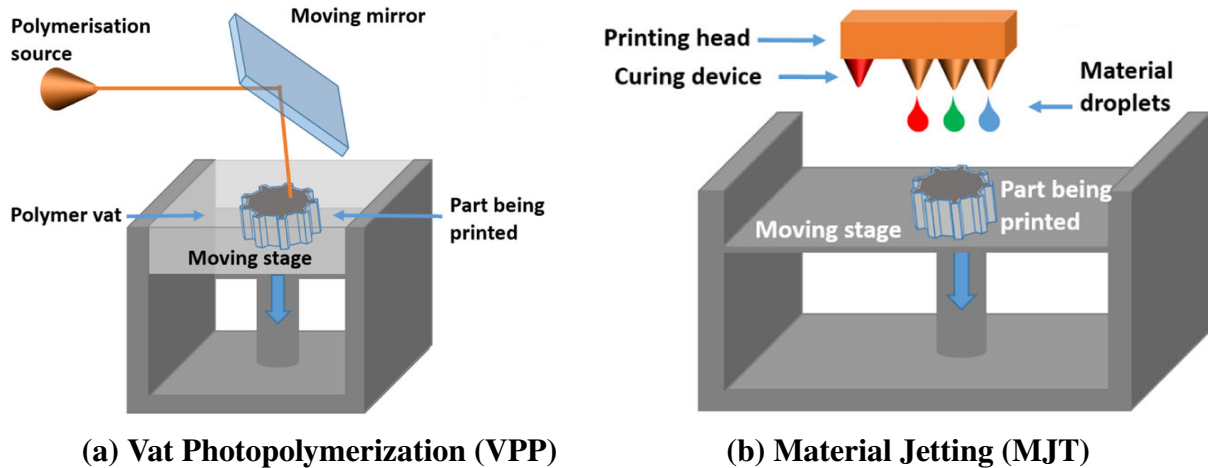 Polymerisation
source
Moving mirror
Polymer vat
Part being
printed
Moving stage
(a) Vat Photopolymerization (VPP)
Printing head
Curing device
Material
droplets
Part being
printed
Moving stage
(b) Material Jetting (MJT)